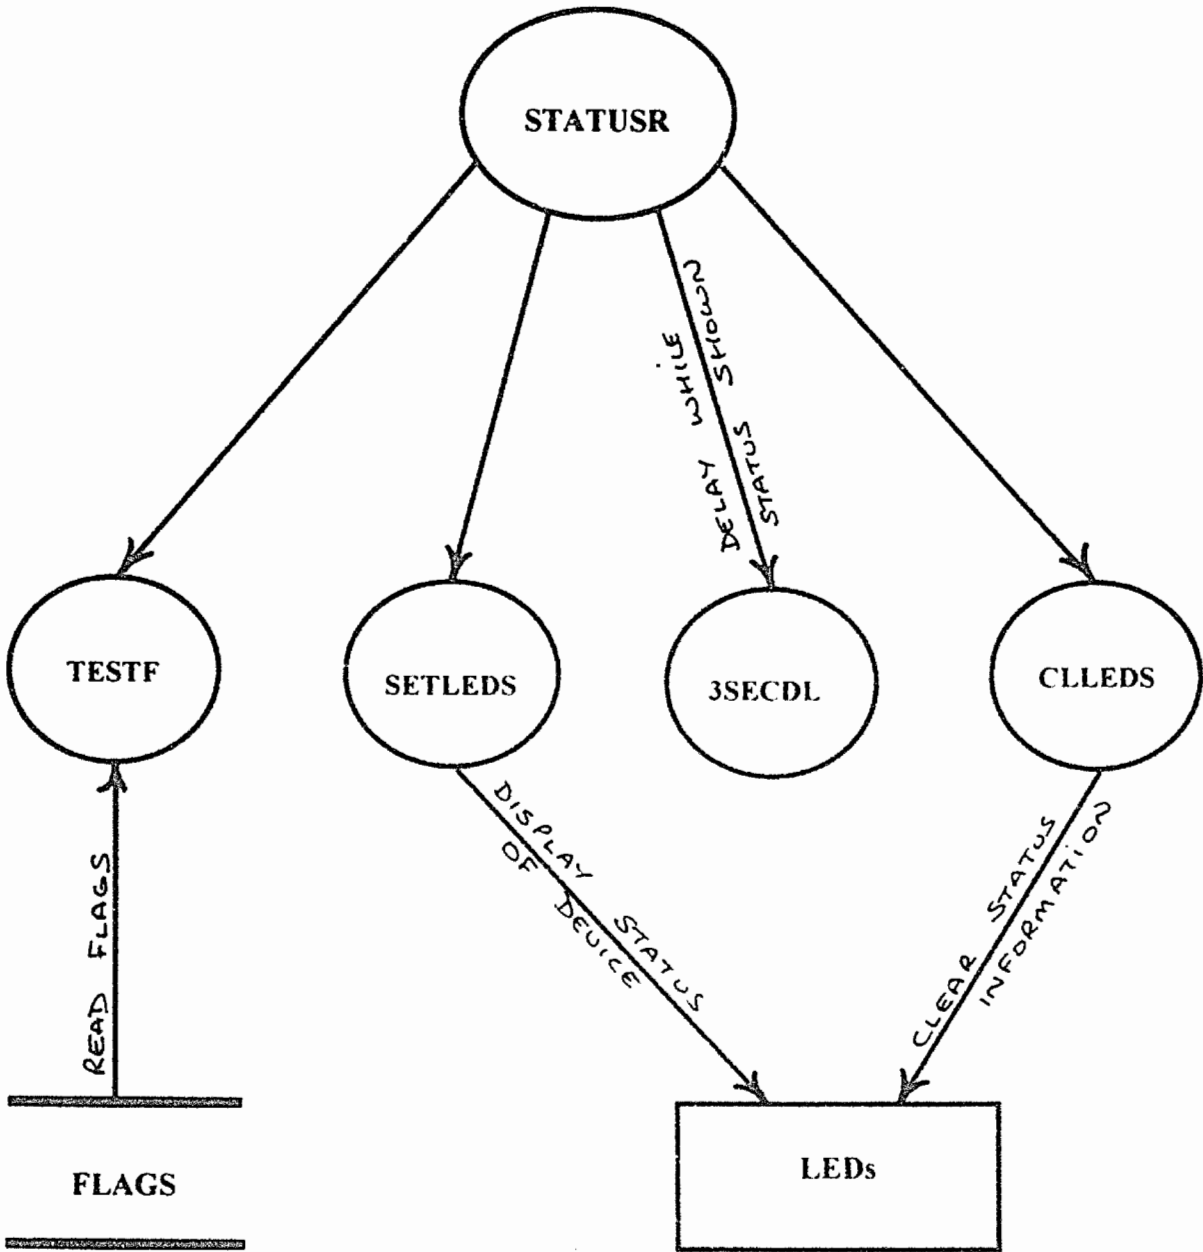 STATUSR
DELAY WHILE
STATUS SHOWN
TESTF
SETLEDS
3SECDL
CLLEDS
READ FLAGS
DISPLAY STATUS
OF DEVICE
CLEAR STATUS
INFORMATION
FLAGS
LEDs